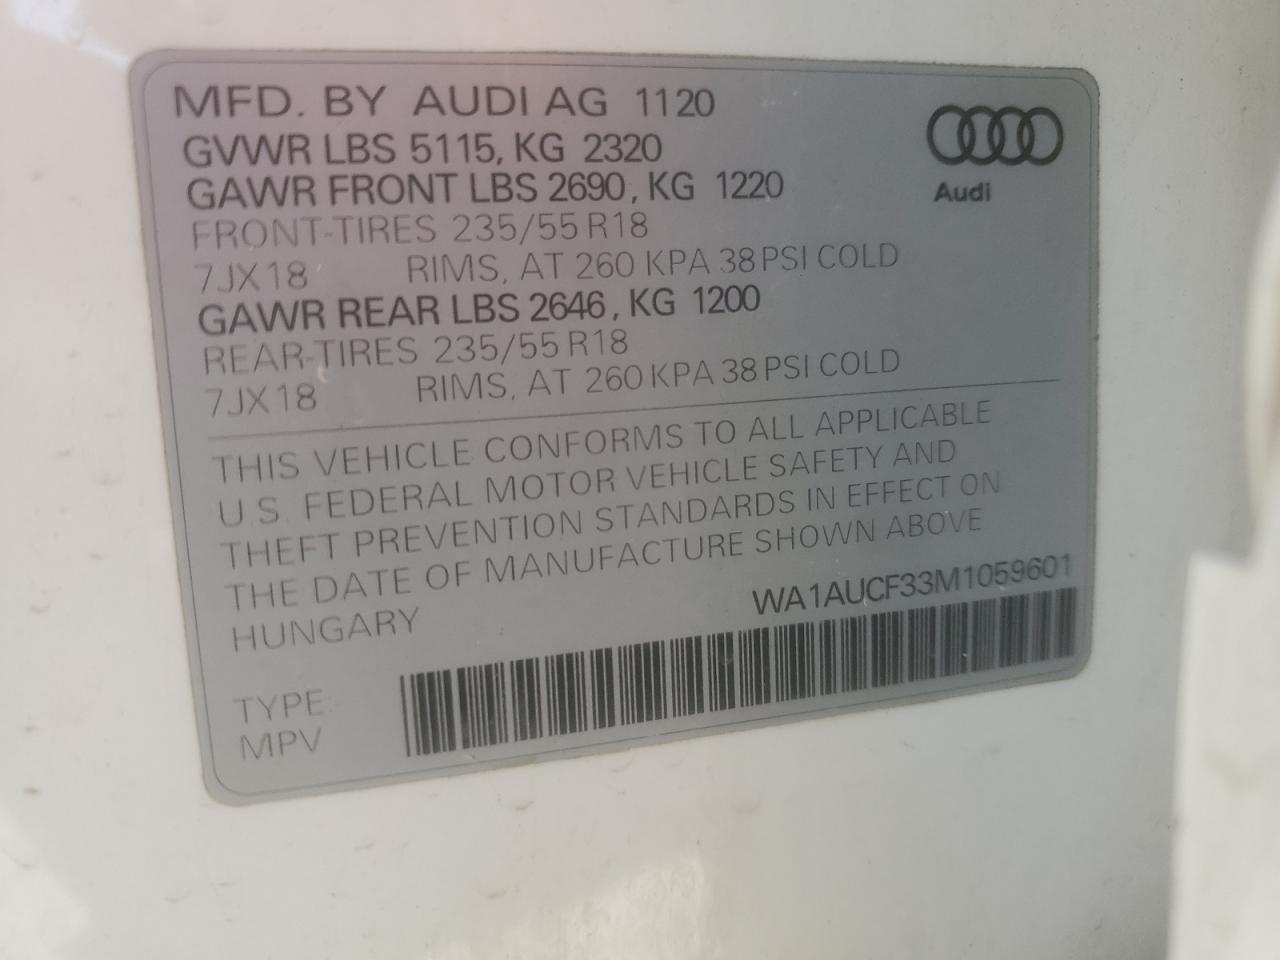 MFD. BY AUDI AG 1120
GVWR LBS 5115, KG 2320
GAWR FRONT LBS 2690, KG 1220
FRONT-TIRES 235/55 R18
7JX18 RIMS, AT 260 KPA 38 PSI COLD
GAWR REAR LBS 2646, KG 1200
REAR-TIRES 235/55 R18
7JX18 RIMS, AT 260 KPA 38 PSI COLD
Audi
THIS VEHICLE CONFORMS TO ALL APPLICABLE
U.S. FEDERAL MOTOR VEHICLE SAFETY AND
THEFT PREVENTION STANDARDS IN EFFECT ON
THE DATE OF MANUFACTURE SHOWN ABOVE
HUNGARY WA1AUCF33M1059601
TYPE:
MPV